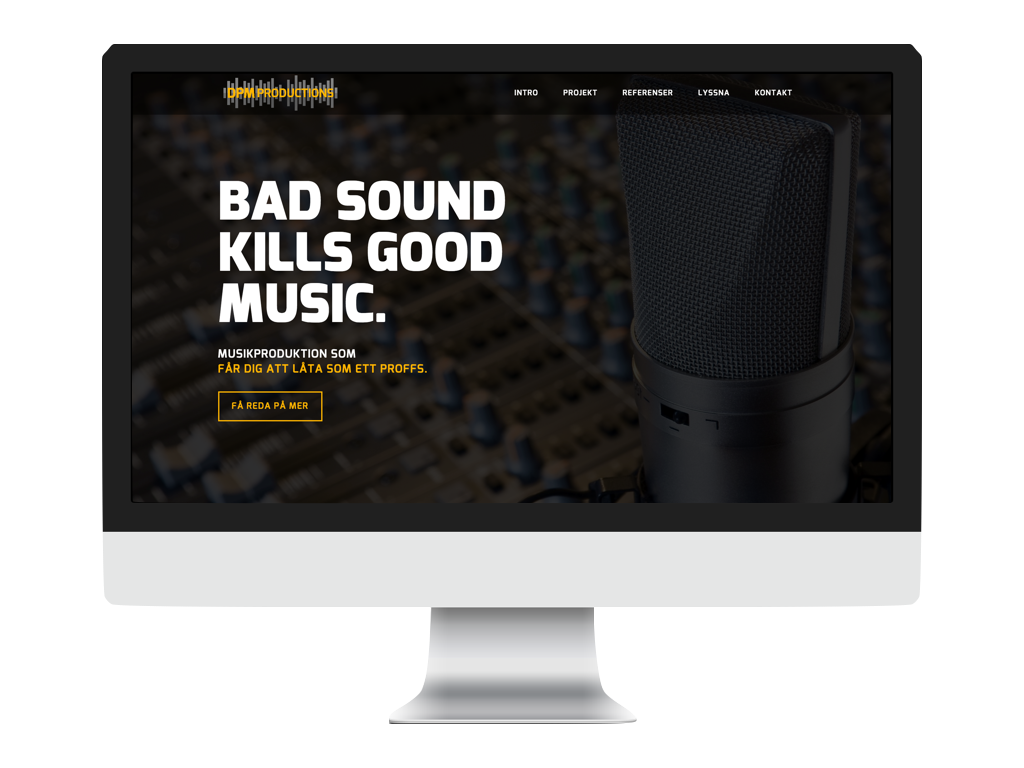 DPM PRODUCTIONS
INTRO PROJEKT REFERENSER LYSSNA KONTAKT
BAD SOUND
KILLS GOOD
MUSIC.
MUSIKPRODUKTION SOM
FÅR DIG ATT LÅTA SOM ETT PROFFS.
FÅ REDA PÅ MER